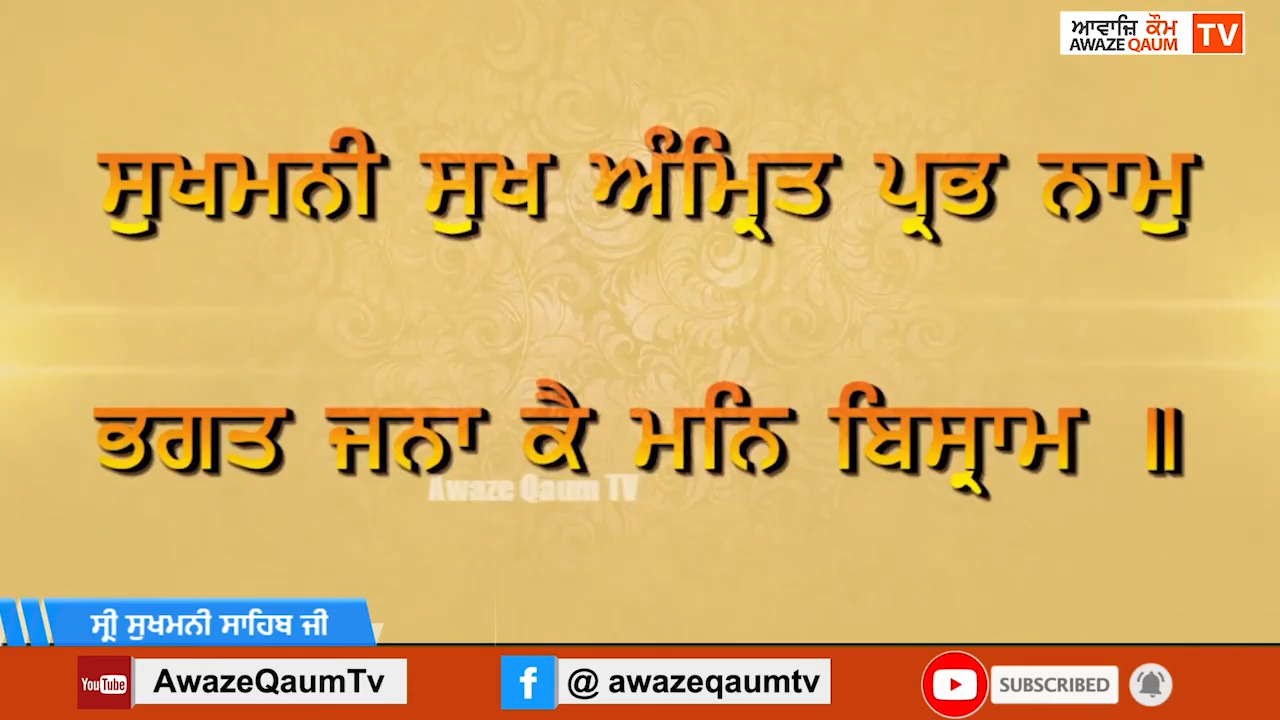 ਆਵਾਜ਼ਿ ਕੌਮ
AWAZE QAUM TV
ਸੁਖਮਨੀ ਸੁਖ ਅੰਮ੍ਰਿਤ ਪ੍ਰਭ ਨਾਮੁ
ਭਗਤ ਜਨਾ ਕੈ ਮਨਿ ਬਿਸ੍ਰਾਮ ॥
Awaze Qaum TV
ਸ੍ਰੀ ਸੁਖਮਨੀ ਸਾਹਿਬ ਜੀ
YouTube AwazeQaumTv f @ awazeqaumtv SUBSCRIBED